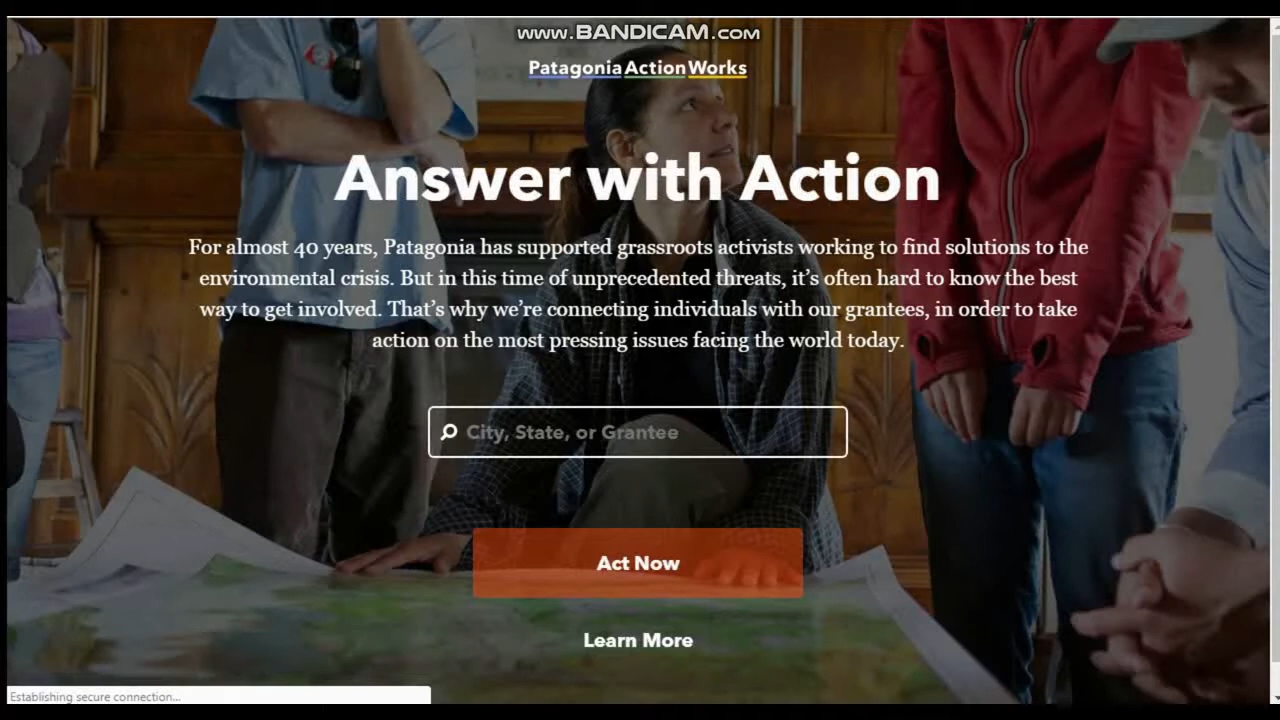 www.BANDICAM.com
PatagoniaActionWorks
Answer with Action
For almost 40 years, Patagonia has supported grassroots activists working to find solutions to the
environmental crisis. But in this time of unprecedented threats, it's often hard to know the best
way to get involved. That's why we're connecting individuals with our grantees, in order to take
action on the most pressing issues facing the world today.
City, State, or Grantee
Act Now
Learn More
Establishing secure connection...